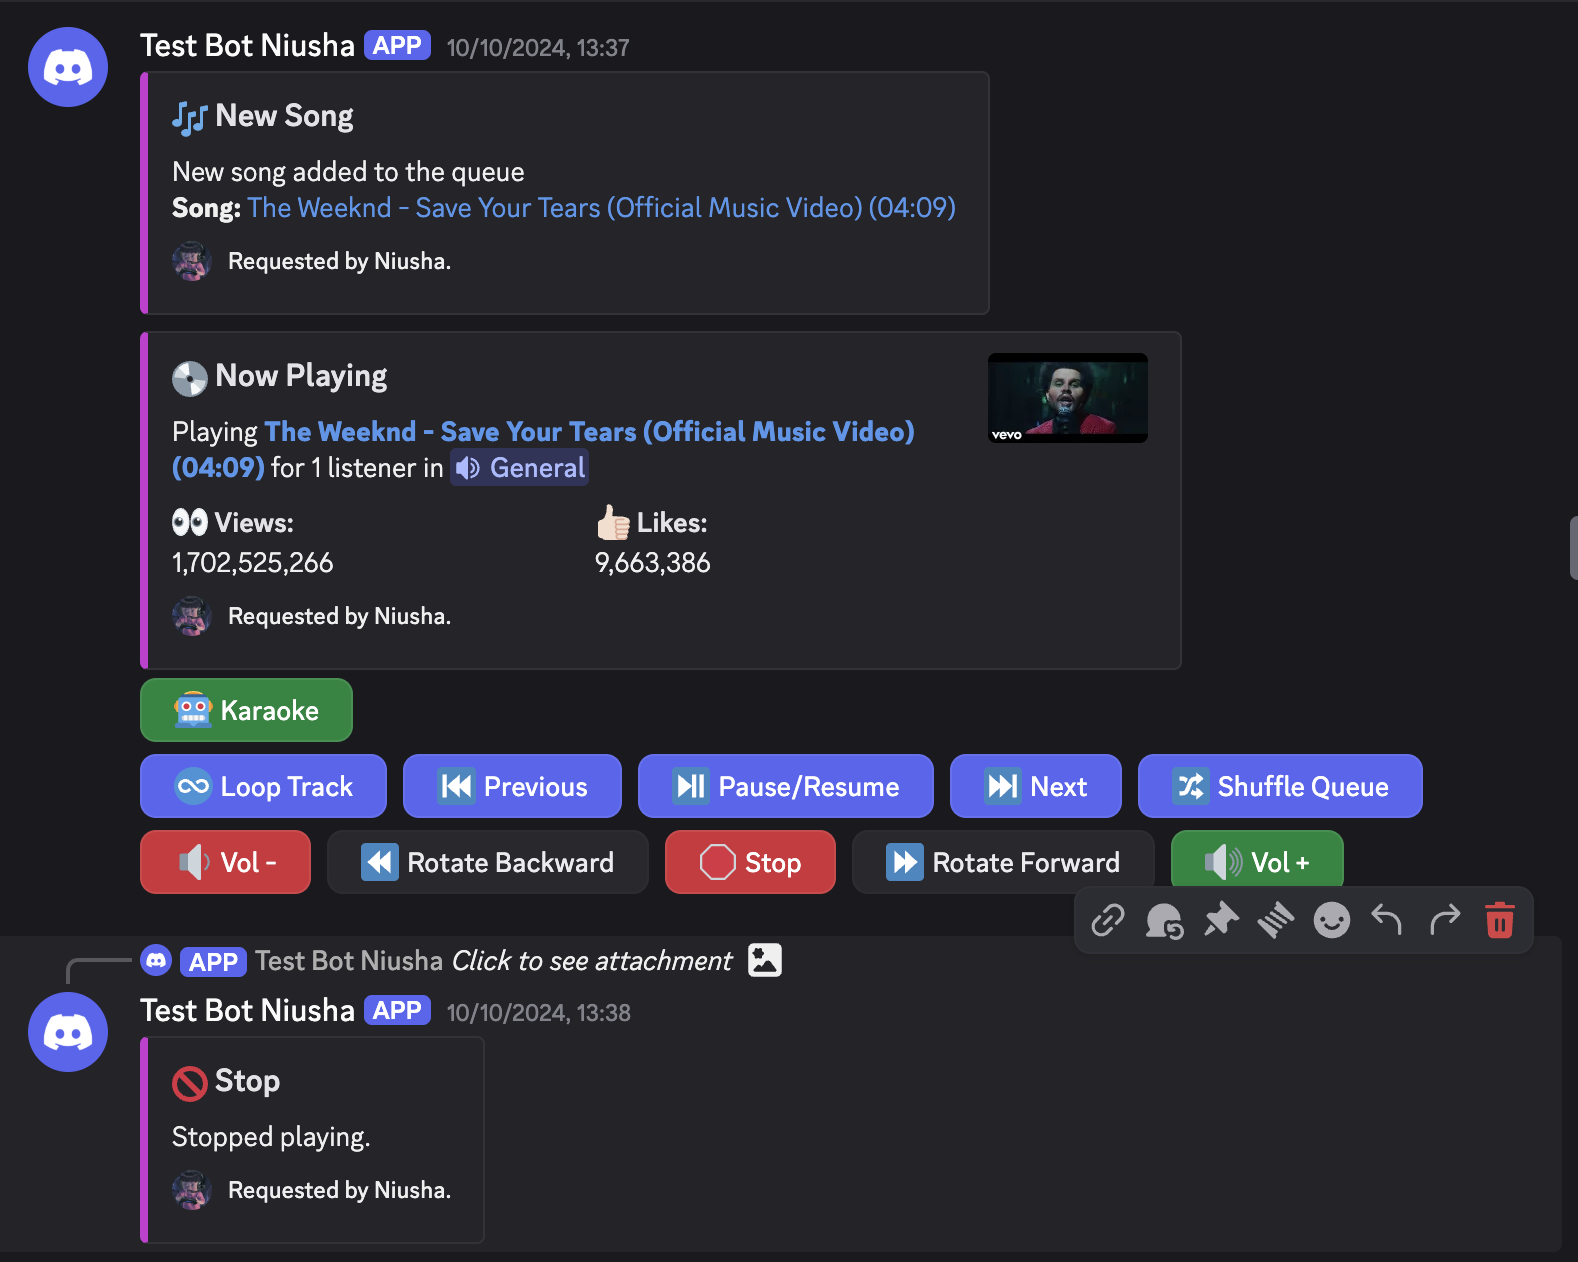 Test Bot Niusha APP 10/10/2024, 13:37
New Song
New song added to the queue
Song: The Weeknd - Save Your Tears (Official Music Video) (04:09)
Requested by Niusha.
Now Playing
Playing The Weeknd - Save Your Tears (Official Music Video)
(04:09) for 1 listener in General
vevo
Views:
1,702,525,266
Likes:
9,663,386
Requested by Niusha.
Karaoke
Loop Track
Previous
Pause/Resume
Next
Shuffle Queue
Vol -
Rotate Backward
Stop
Rotate Forward
Vol +
APP Test Bot Niusha Click to see attachment
Test Bot Niusha APP 10/10/2024, 13:38
Stop
Stopped playing.
Requested by Niusha.